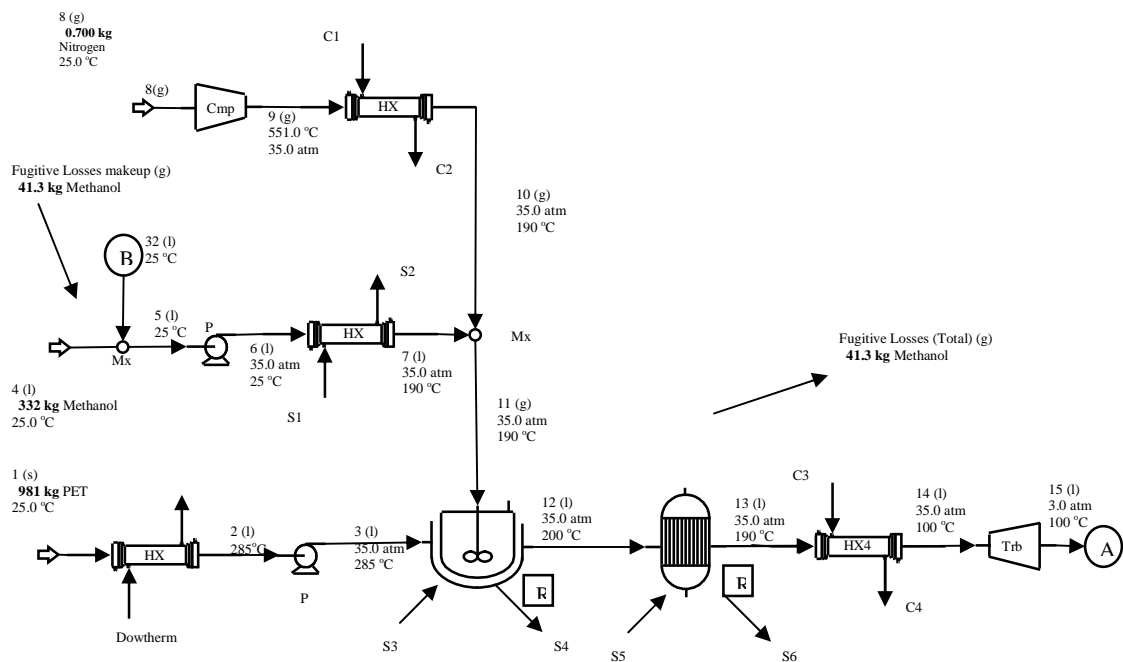 8 (g)
0.700 kg
Nitrogen
25.0 °C
C1
8(g)
Cmp
HX
9 (g)
551.0 °C
35.0 atm
C2
Fugitive Losses makeup (g)
41.3 kg Methanol
10 (g)
35.0 atm
190 °C
B
32 (l)
25 °C
S2
5 (l)
25 °C
P
HX
Mx
Mx
6 (l)
35.0 atm
25 °C
7 (l)
35.0 atm
190 °C
Fugitive Losses (Total) (g)
41.3 kg Methanol
4 (l)
332 kg Methanol
25.0 °C
S1
11 (g)
35.0 atm
190 °C
1 (s)
981 kg PET
25.0 °C
C3
HX
2 (l)
285°C
3 (l)
35.0 atm
285 °C
P
12 (l)
35.0 atm
200 °C
13 (l)
35.0 atm
190 °C
HX4
14 (l)
35.0 atm
100 °C
Trb
15 (l)
3.0 atm
100 °C
A
R
R
C4
Dowtherm
S3
S4
S5
S6